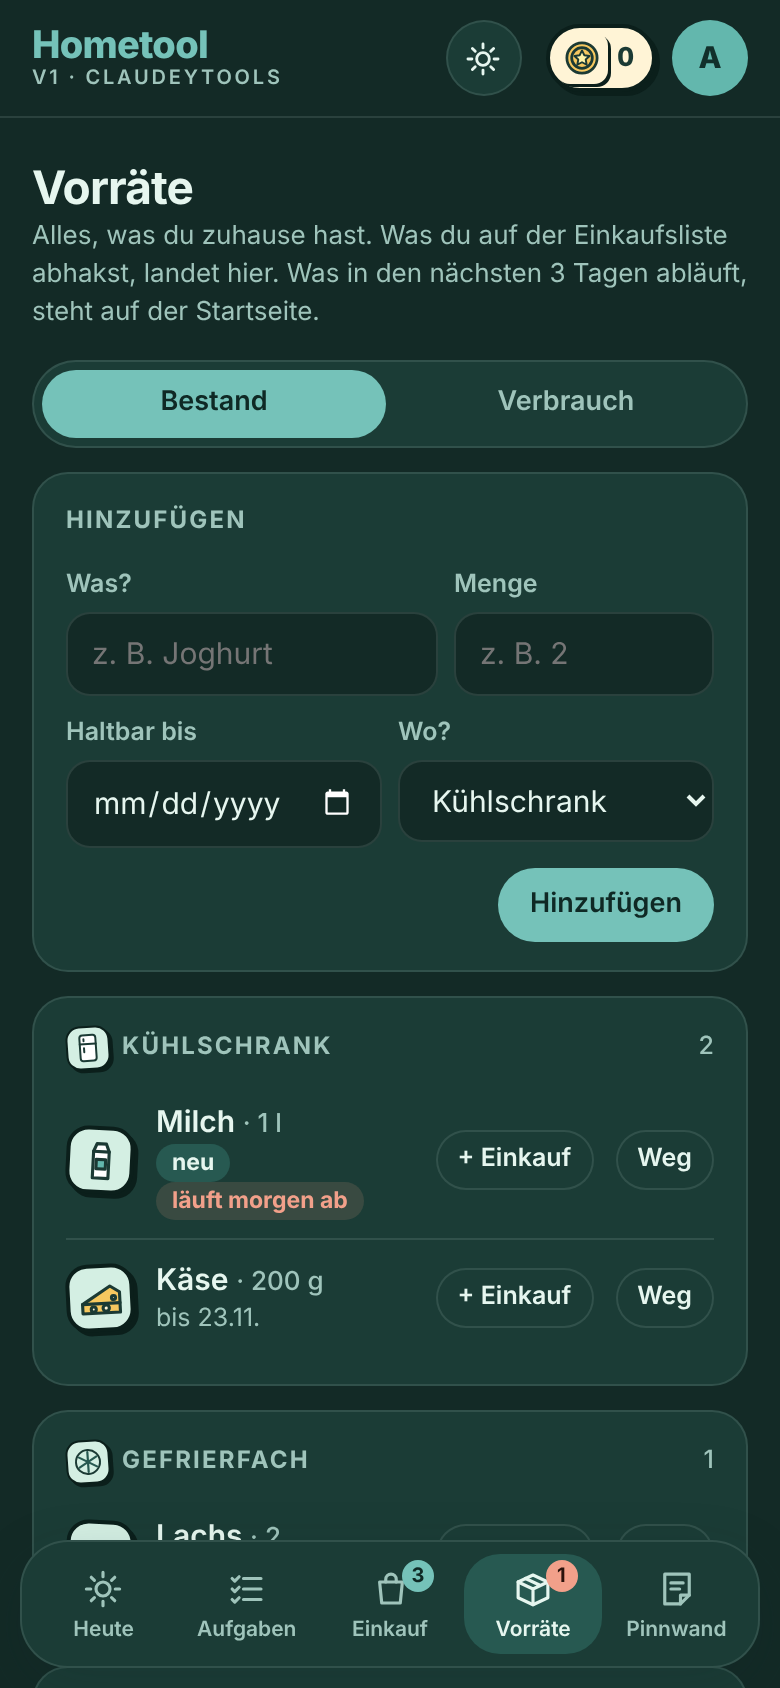 Hometool
V1 · CLAUDEYTOOLS
0
A
Vorräte
Alles, was du zuhause hast. Was du auf der Einkaufsliste
abhakst, landet hier. Was in den nächsten 3 Tagen abläuft,
steht auf der Startseite.
Bestand
Verbrauch
HINZUFÜGEN
Was?
Menge
z. B. Joghurt
z. B. 2
Haltbar bis
Wo?
mm/dd/yyyy
Kühlschrank
Hinzufügen
KÜHLSCHRANK
2
Milch · 1 l
neu
läuft morgen ab
+ Einkauf
Weg
Käse · 200 g
bis 23.11.
+ Einkauf
Weg
GEFRIERFACH
1
Lachs · 2
3
1
Heute
Aufgaben
Einkauf
Vorräte
Pinnwand